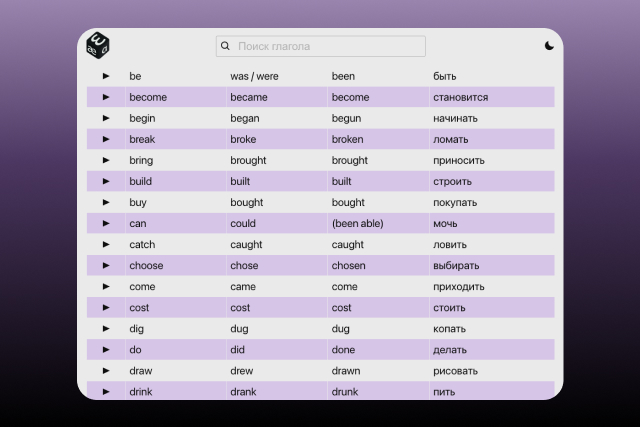 Поиск глагола
be was / were been быть
become became become становится
begin began begun начинать
break broke broken ломать
bring brought brought приносить
build built built строить
buy bought bought покупать
can could (been able) мочь
catch caught caught ловить
choose chose chosen выбирать
come came come приходить
cost cost cost стоить
dig dug dug копать
do did done делать
draw drew drawn рисовать
drink drank drunk пить